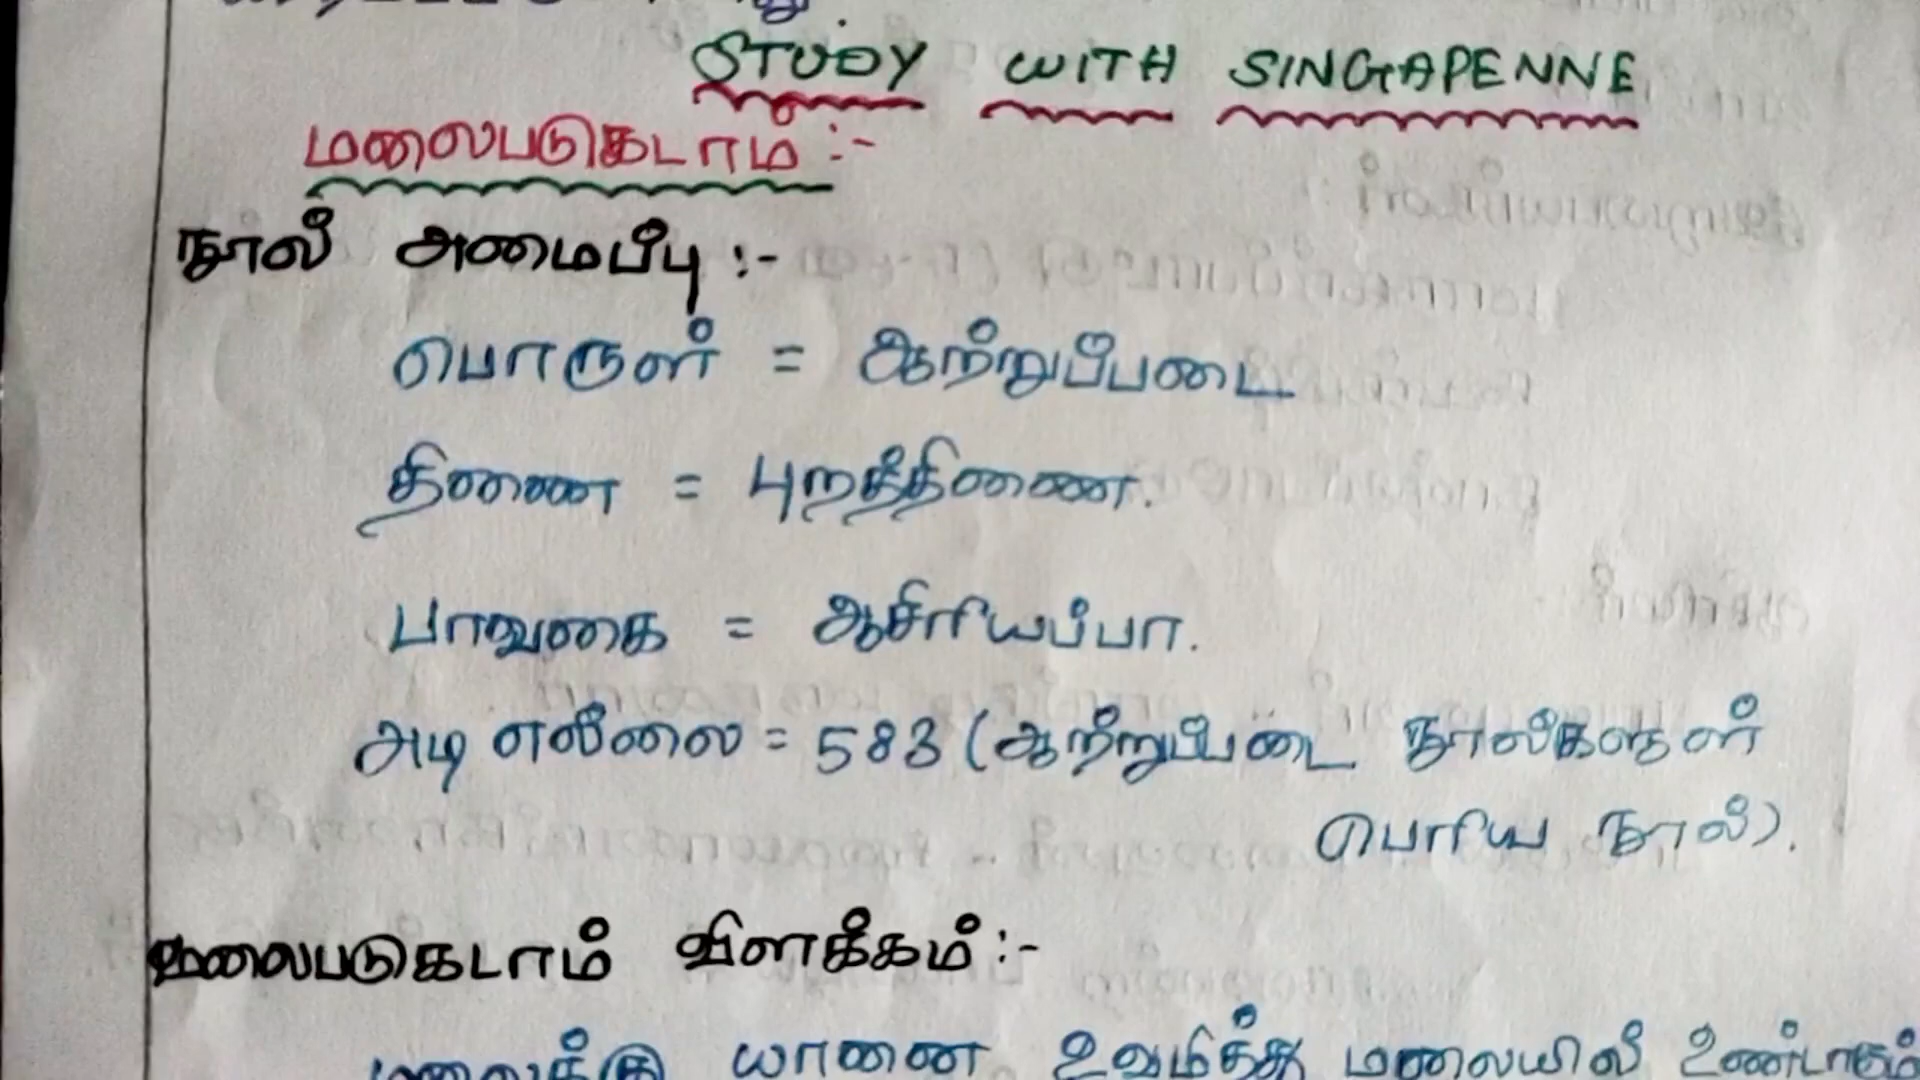 STUDY WITH SINGAPENNE
மலைபடுகடாம் :-
நூல் அமைப்பு :-
பொருள் = ஆற்றுப்படை
திணை = புறத்திணை.
பாவகை = ஆசிரியப்பா.
அடி எல்லை = 583 (ஆற்றுப்படை நூல்களுள்
பெரிய நூல்).
மலைபடுகடாம் விளக்கம் :-
மலைக்கு யானை உவமித்து மலையில் உண்டாகும்